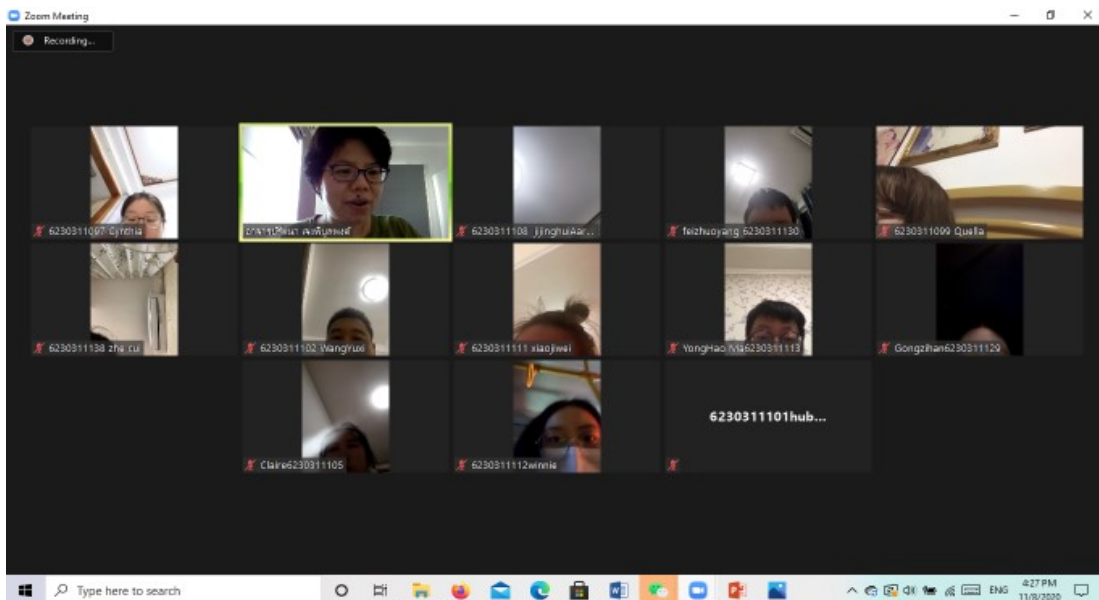 Zoom Meeting
Recording...
6230311097 Cynthia
6230311108 jijinghuiAar...
feizhuoyang 6230311130
6230311099 Quella
6230311138 zhe cui
6230311102 WangYuxi
6230311111 xiaojiwei
YongHao Ma6230311113
Gongzihan6230311129
Claire6230311105
6230311112winnie
6230311101hub...
Type here to search
ENG
4:27 PM
11/8/2020